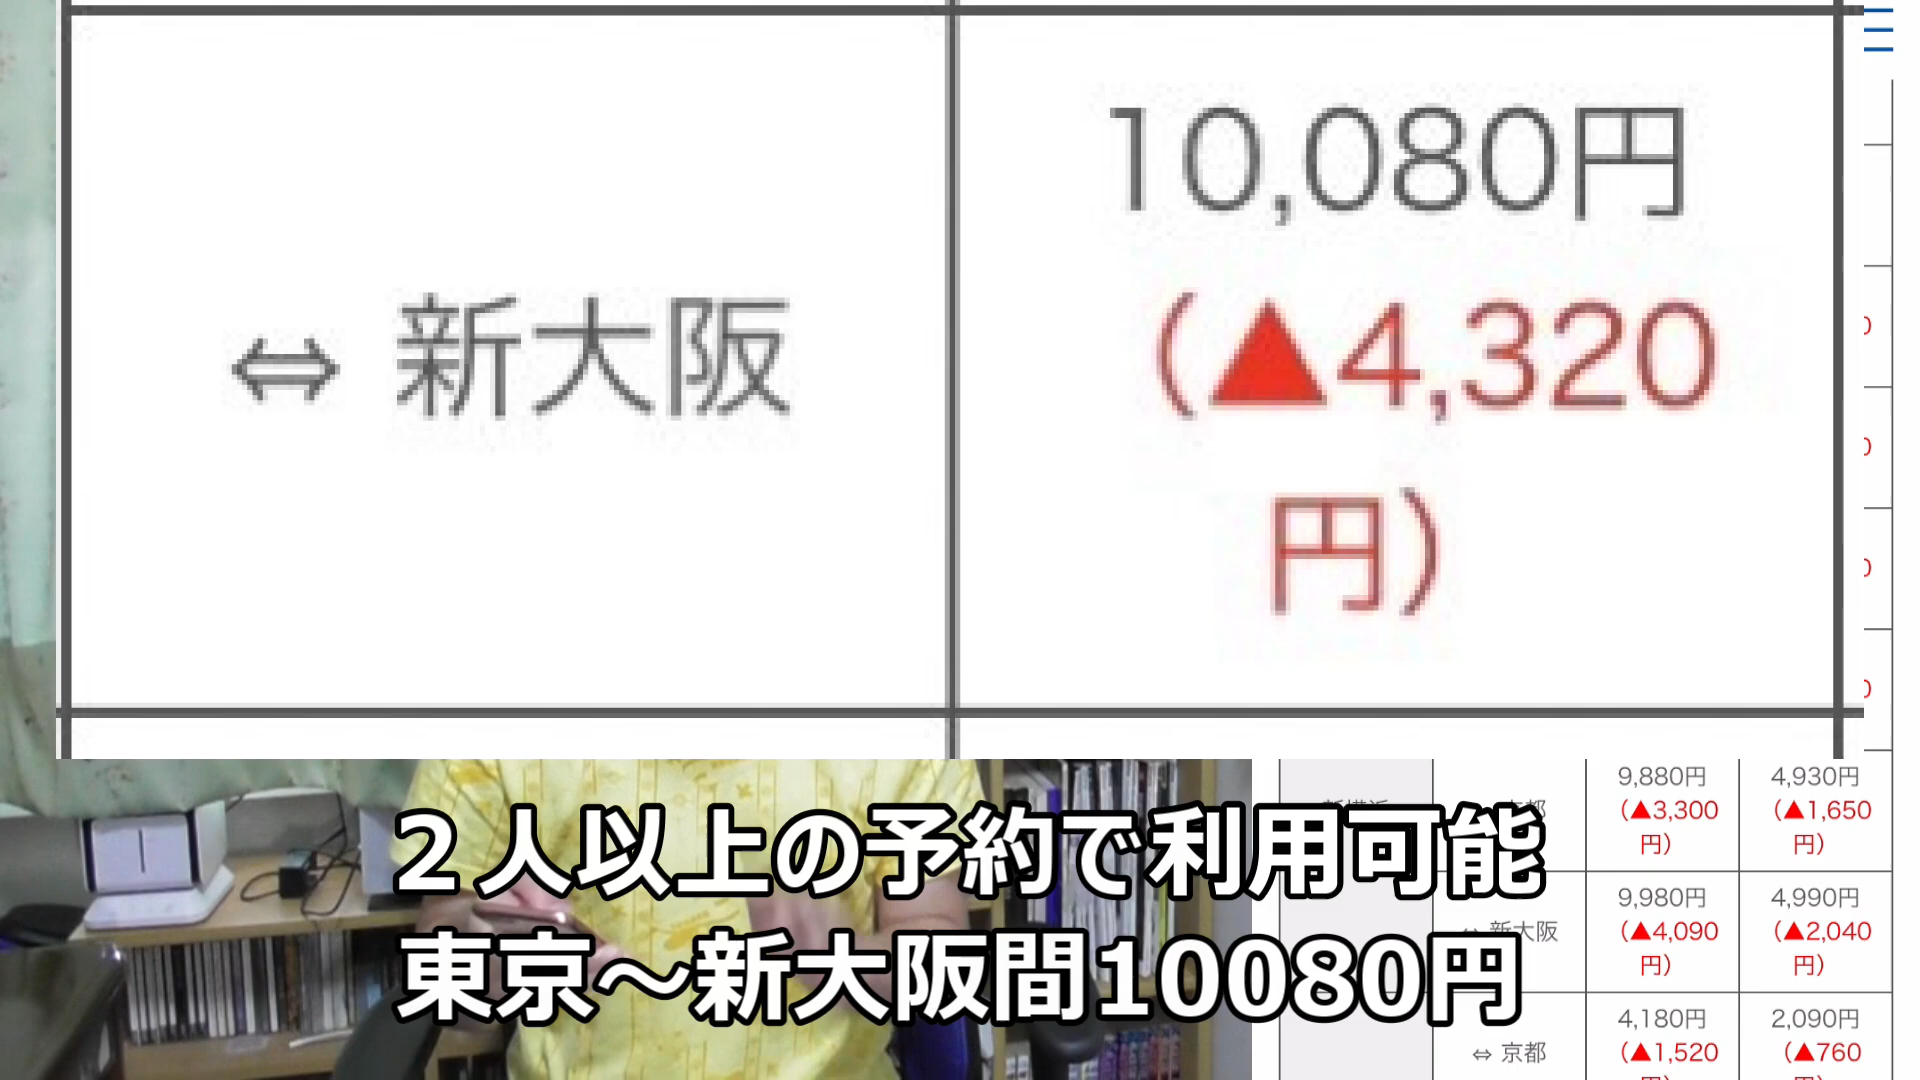 10,080円
⇔ 新大阪
(▲4,320
円)
9,880円
4,930円
(▲3,300
円)
(▲1,650
円)
２人以上の予約で利用可能
9,980円
4,990円
新大阪
(▲4,090
円)
(▲2,040
円)
東京～新大阪間10080円
4,180円
2,090円
⇔ 京都
(▲1,520
(▲760